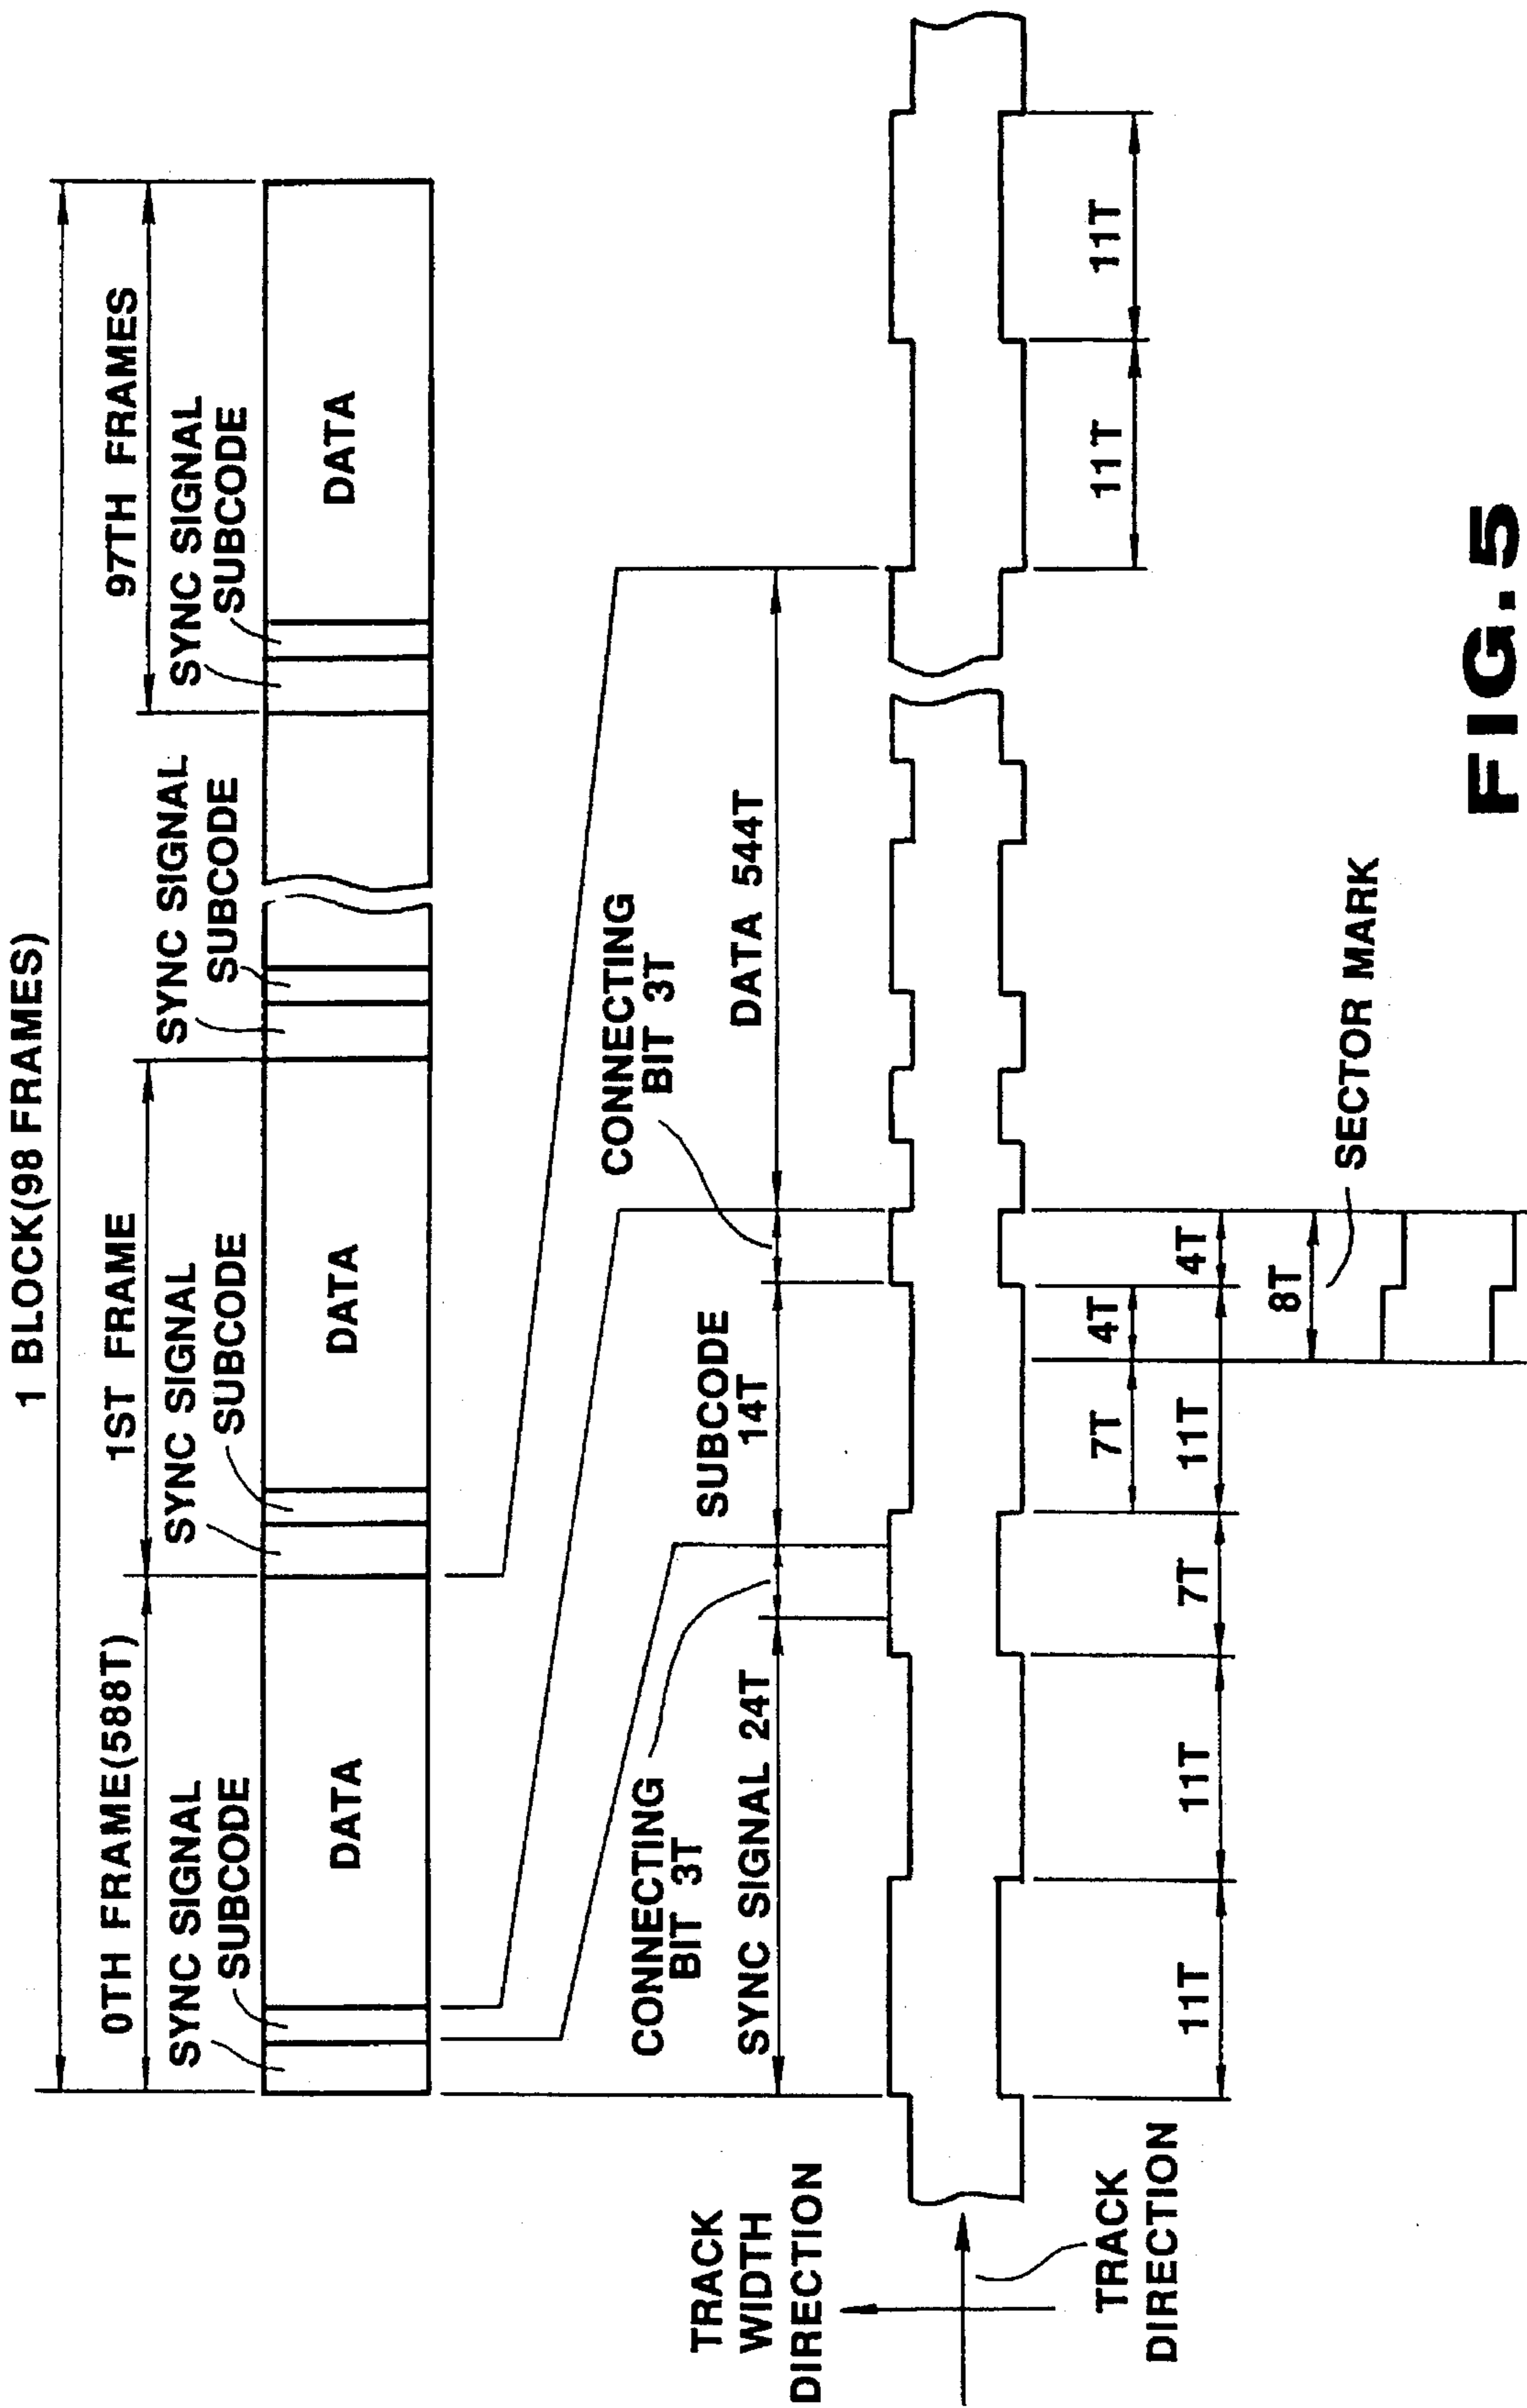 1 BLOCK(98 FRAMES)
0TH FRAME(588T)
1ST FRAME
97TH FRAMES
SYNC SIGNAL
SUBCODE
SYNC SIGNAL
SUBCODE
SYNC SIGNAL
SUBCODE
SYNC SIGNAL
SUBCODE
DATA
DATA
DATA
CONNECTING
BIT 3T
CONNECTING
BIT 3T
SYNC SIGNAL 24T
SUBCODE
14T
DATA 544T
TRACK
WIDTH
DIRECTION
TRACK
DIRECTION
7T
4T
11T
11T
11T
11T
7T
11T
4T
8T
SECTOR MARK
FIG.5